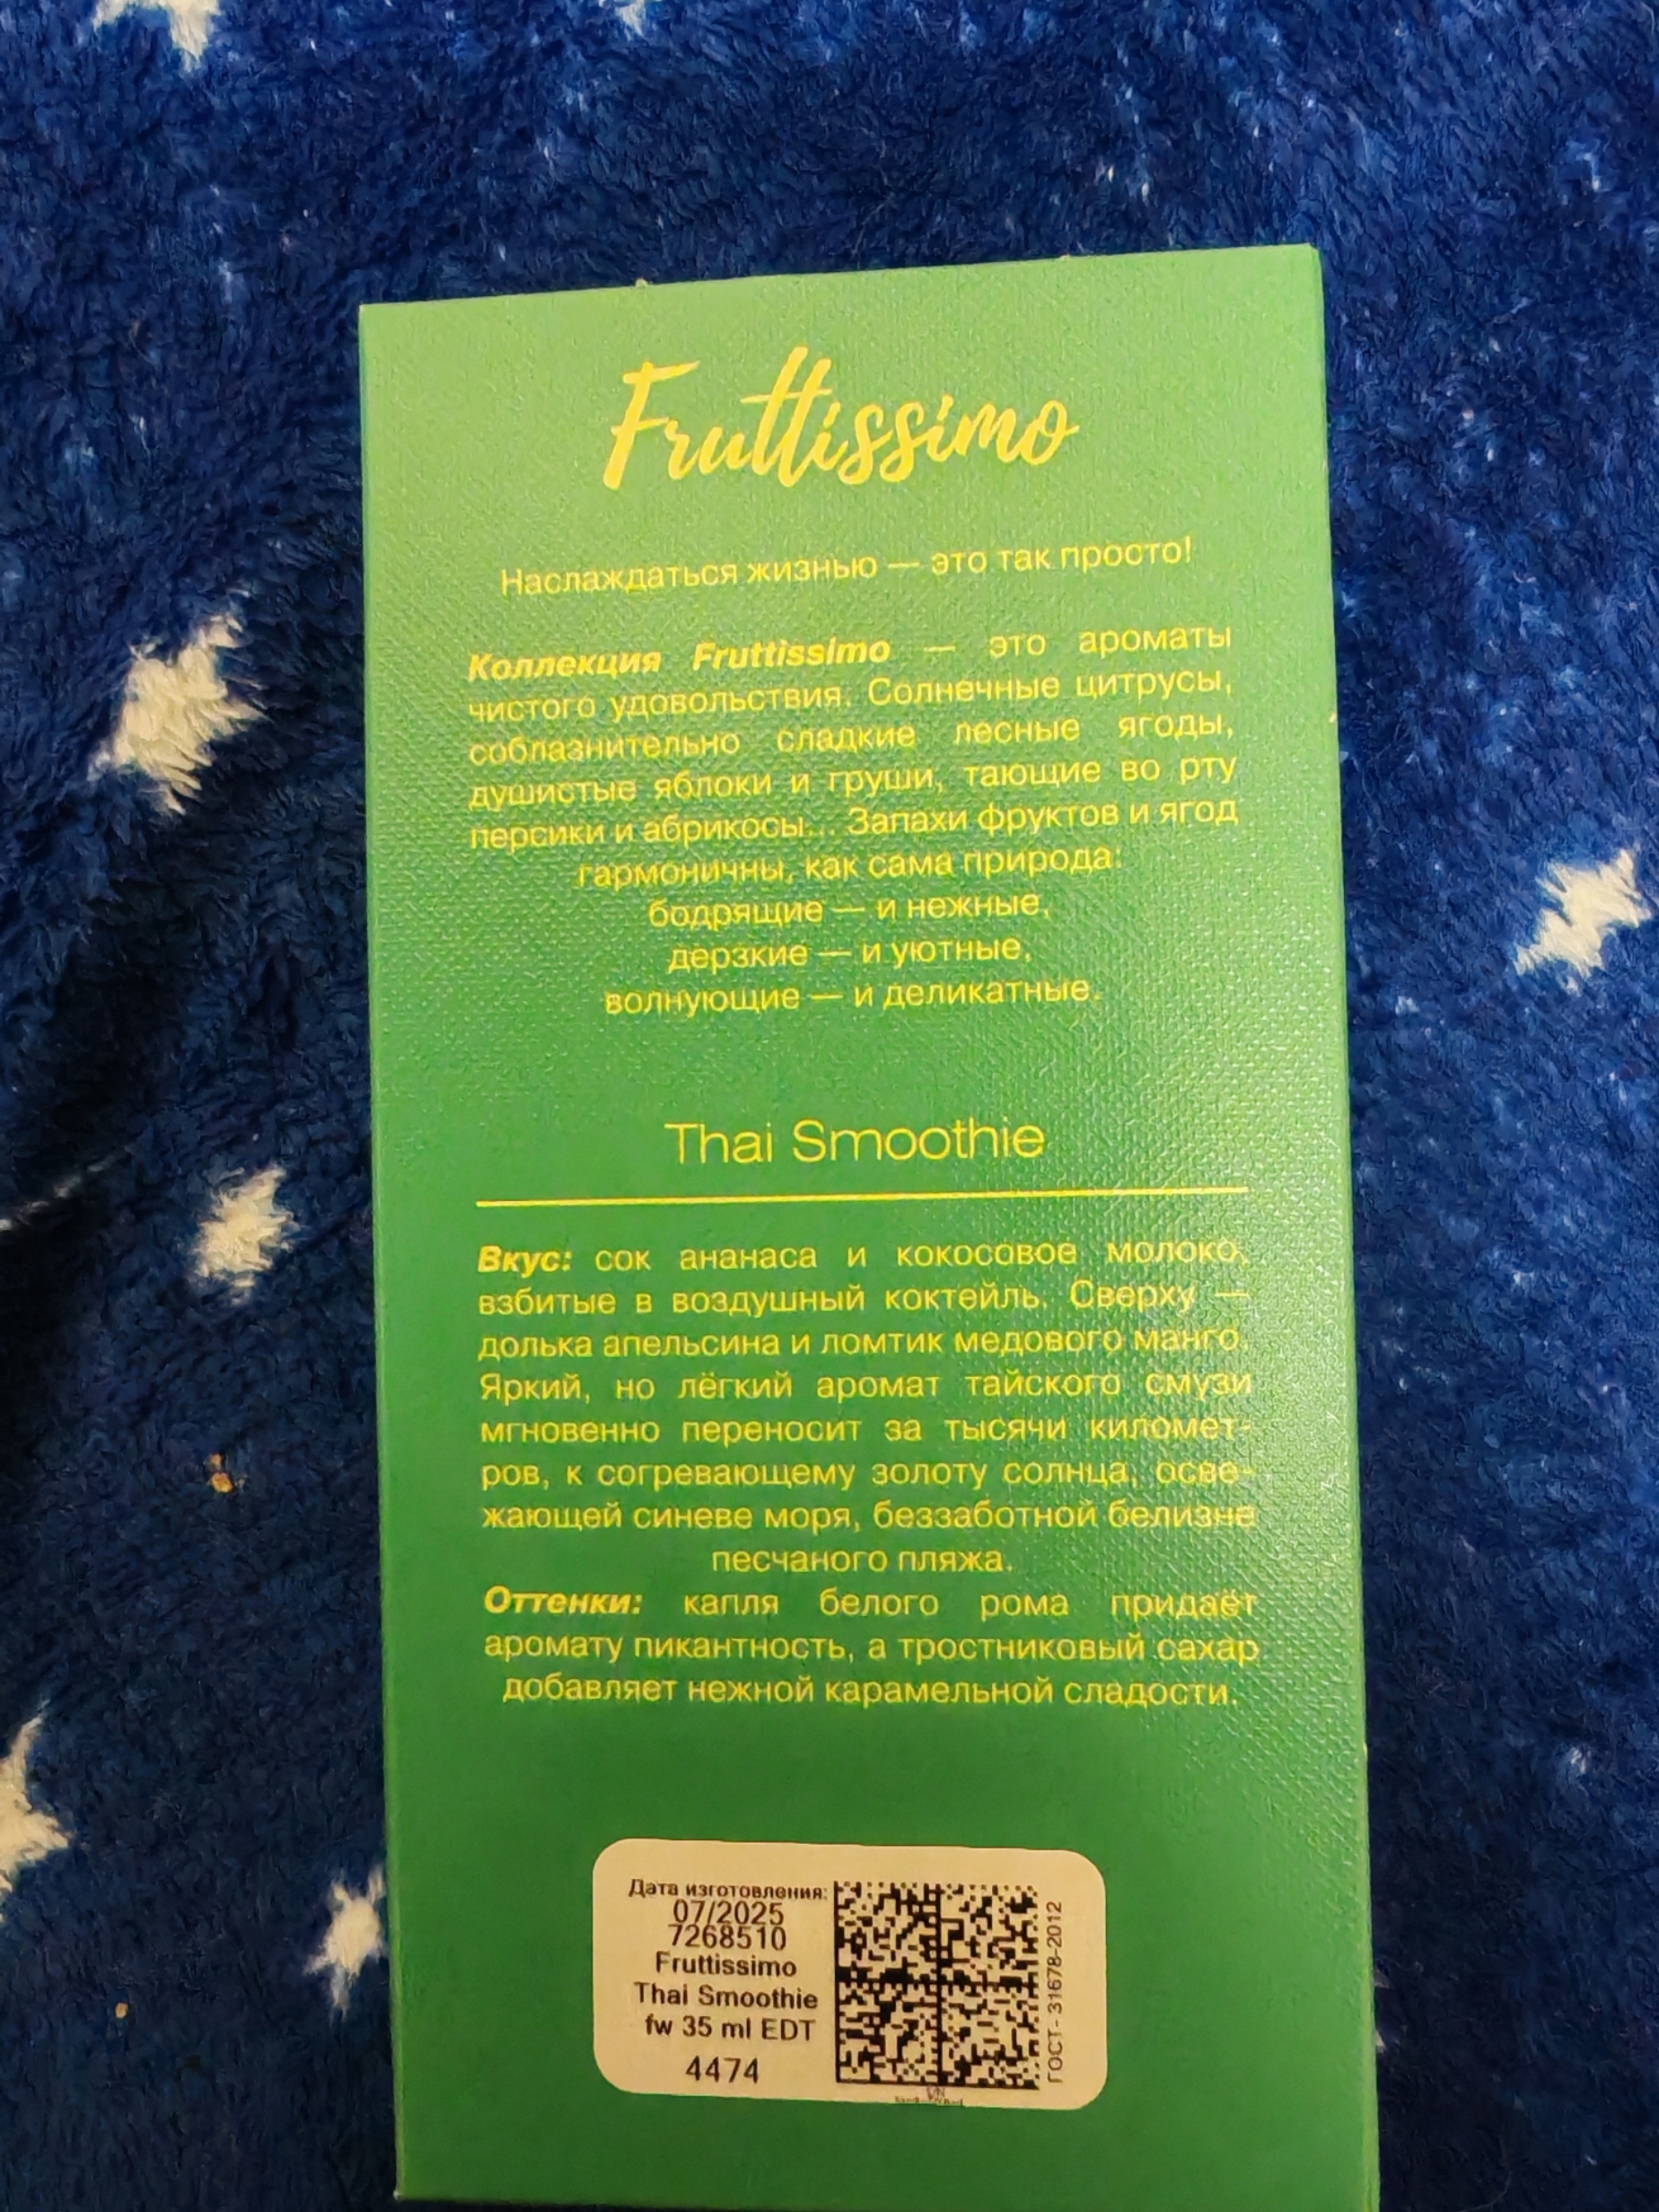 Fruttissimo
Наслаждаться жизнью — это так просто!
Коллекция Fruttissimo — это ароматы
чистого удовольствия. Солнечные цитрусы,
соблазнительно сладкие лесные ягоды,
душистые яблоки и груши, тающие во рту
персики и абрикосы... Запахи фруктов и ягод
гармоничны, как сама природа:
бодрящие — и нежные,
дерзкие — и уютные,
волнующие — и деликатные.
Thai Smoothie
Вкус: сок ананаса и кокосовое молоко,
взбитые в воздушный коктейль. Сверху —
долька апельсина и ломтик медового манго.
Яркий, но лёгкий аромат тайского смузи
мгновенно переносит за тысячи километ-
ров, к согревающему золоту солнца, осве-
жающей синеве моря, беззаботной белизне
песчаного пляжа.
Оттенки: капля белого рома придаёт
аромату пикантность, а тростниковый сахар
добавляет нежной карамельной сладости.
Дата изготовления:
07/2025
7268510
Fruttissimo
Thai Smoothie
fw 35 ml EDT
4474
ГОСТ- 31678-2012